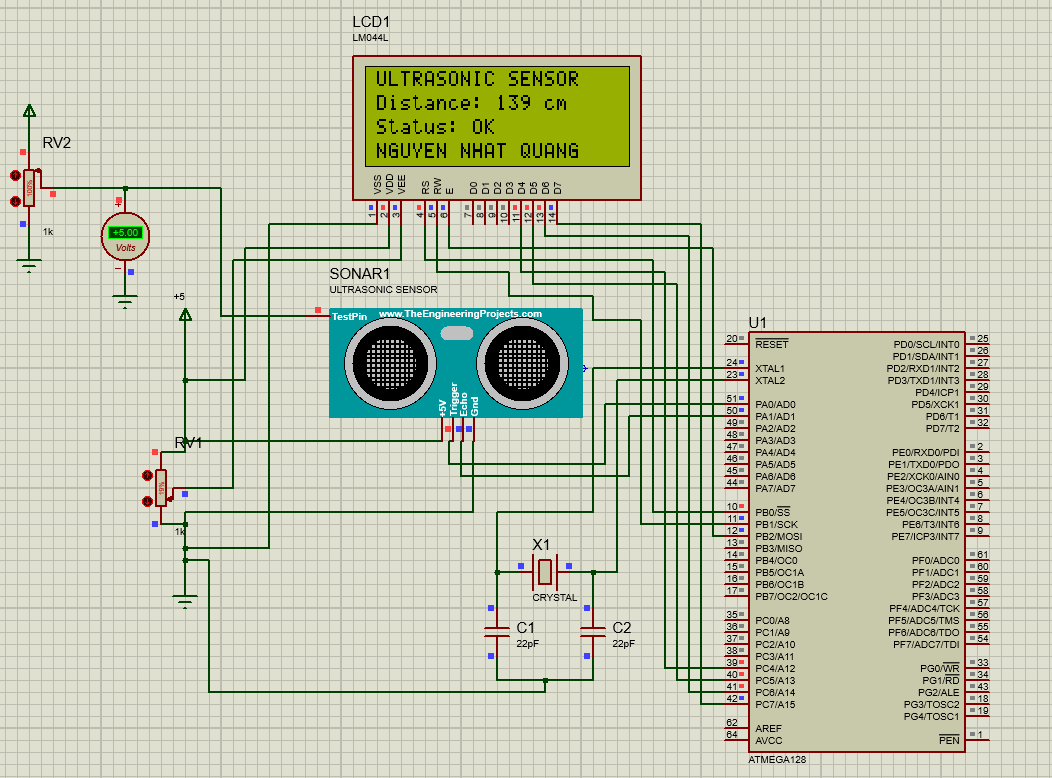 LCD1
LM044L
ULTRASONIC SENSOR
Distance: 139 cm
Status: OK
NGUYEN NHAT QUANG
VSS
VDD
VEE
RS
RW
E
D0
D1
D2
D3
D4
D5
D6
D7
1
2
3
4
5
6
7
8
9
10
11
12
13
14
RV2
1k
+5.00
Volts
+5
SONAR1
ULTRASONIC SENSOR
TestPin
www.TheEngineeringProjects.com
+5V
Trigger
Echo
Gnd
RV1
1k
X1
CRYSTAL
C1
22pF
C2
22pF
U1
20 RESET
24 XTAL1
23 XTAL2
51 PA0/AD0
50 PA1/AD1
49 PA2/AD2
48 PA3/AD3
47 PA4/AD4
46 PA5/AD5
45 PA6/AD6
44 PA7/AD7
10 PB0/SS
11 PB1/SCK
12 PB2/MOSI
13 PB3/MISO
14 PB4/OC0
15 PB5/OC1A
16 PB6/OC1B
17 PB7/OC2/OC1C
35 PC0/A8
36 PC1/A9
37 PC2/A10
38 PC3/A11
39 PC4/A12
40 PC5/A13
41 PC6/A14
42 PC7/A15
62 AREF
64 AVCC
PD0/SCL/INT0 25
PD1/SDA/INT1 26
PD2/RXD1/INT2 27
PD3/TXD1/INT3 28
PD4/ICP1 29
PD5/XCK1 30
PD6/T1 31
PD7/T2 32
PE0/RXD0/PDI 2
PE1/TXD0/PDO 3
PE2/XCK0/AIN0 4
PE3/OC3A/AIN1 5
PE4/OC3B/INT4 6
PE5/OC3C/INT5 7
PE6/T3/INT6 8
PE7/ICP3/INT7 9
PF0/ADC0 61
PF1/ADC1 60
PF2/ADC2 59
PF3/ADC3 58
PF4/ADC4/TCK 57
PF5/ADC5/TMS 56
PF6/ADC6/TDO 55
PF7/ADC7/TDI 54
PG0/WR 33
PG1/RD 34
PG2/ALE 43
PG3/TOSC2 18
PG4/TOSC1 19
PEN 1
ATMEGA128